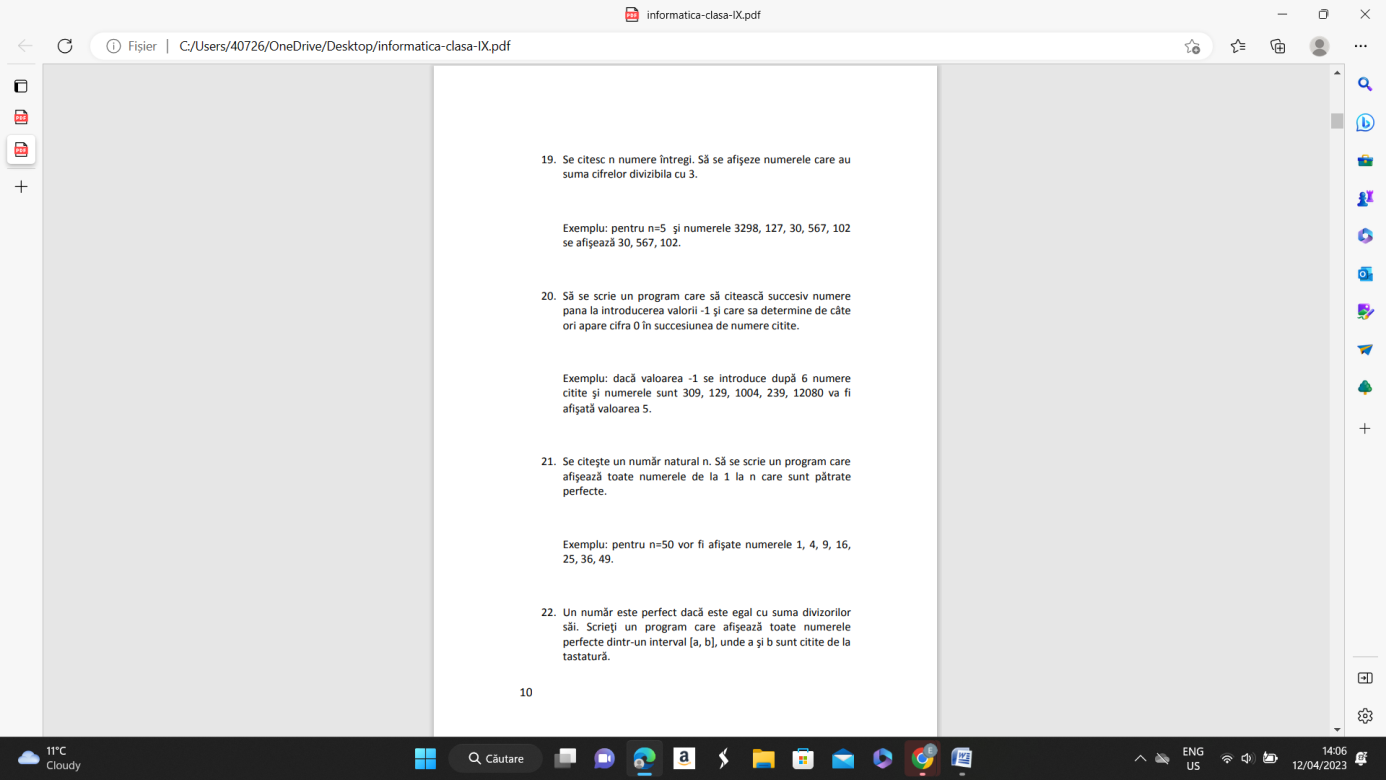 informatica-clasa-IX.pdf
Fișier | C:/Users/40726/OneDrive/Desktop/informatica-clasa-IX.pdf
19. Se citesc n numere întregi. Să se afişeze numerele care au
suma cifrelor divizibila cu 3.
Exemplu: pentru n=5 şi numerele 3298, 127, 30, 567, 102
se afişează 30, 567, 102.
20. Să se scrie un program care să citească succesiv numere
pana la introducerea valorii -1 şi care sa determine de câte
ori apare cifra 0 în succesiunea de numere citite.
Exemplu: dacă valoarea -1 se introduce după 6 numere
citite şi numerele sunt 309, 129, 1004, 239, 12080 va fi
afişată valoarea 5.
21. Se citeşte un număr natural n. Să se scrie un program care
afişează toate numerele de la 1 la n care sunt pătrate
perfecte.
Exemplu: pentru n=50 vor fi afişate numerele 1, 4, 9, 16,
25, 36, 49.
22. Un număr este perfect dacă este egal cu suma divizorilor
săi. Scrieţi un program care afişează toate numerele
perfecte dintr-un interval [a, b], unde a şi b sunt citite de la
tastatură.
10
11°C
Cloudy
Căutare
ENG
US
14:06
12/04/2023